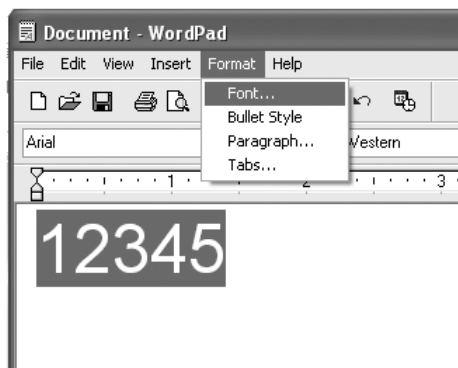 Document - WordPad
File Edit View Insert Format Help
Font...
Bullet Style
Arial
Western
Paragraph...
Tabs...
1 2 3
12345